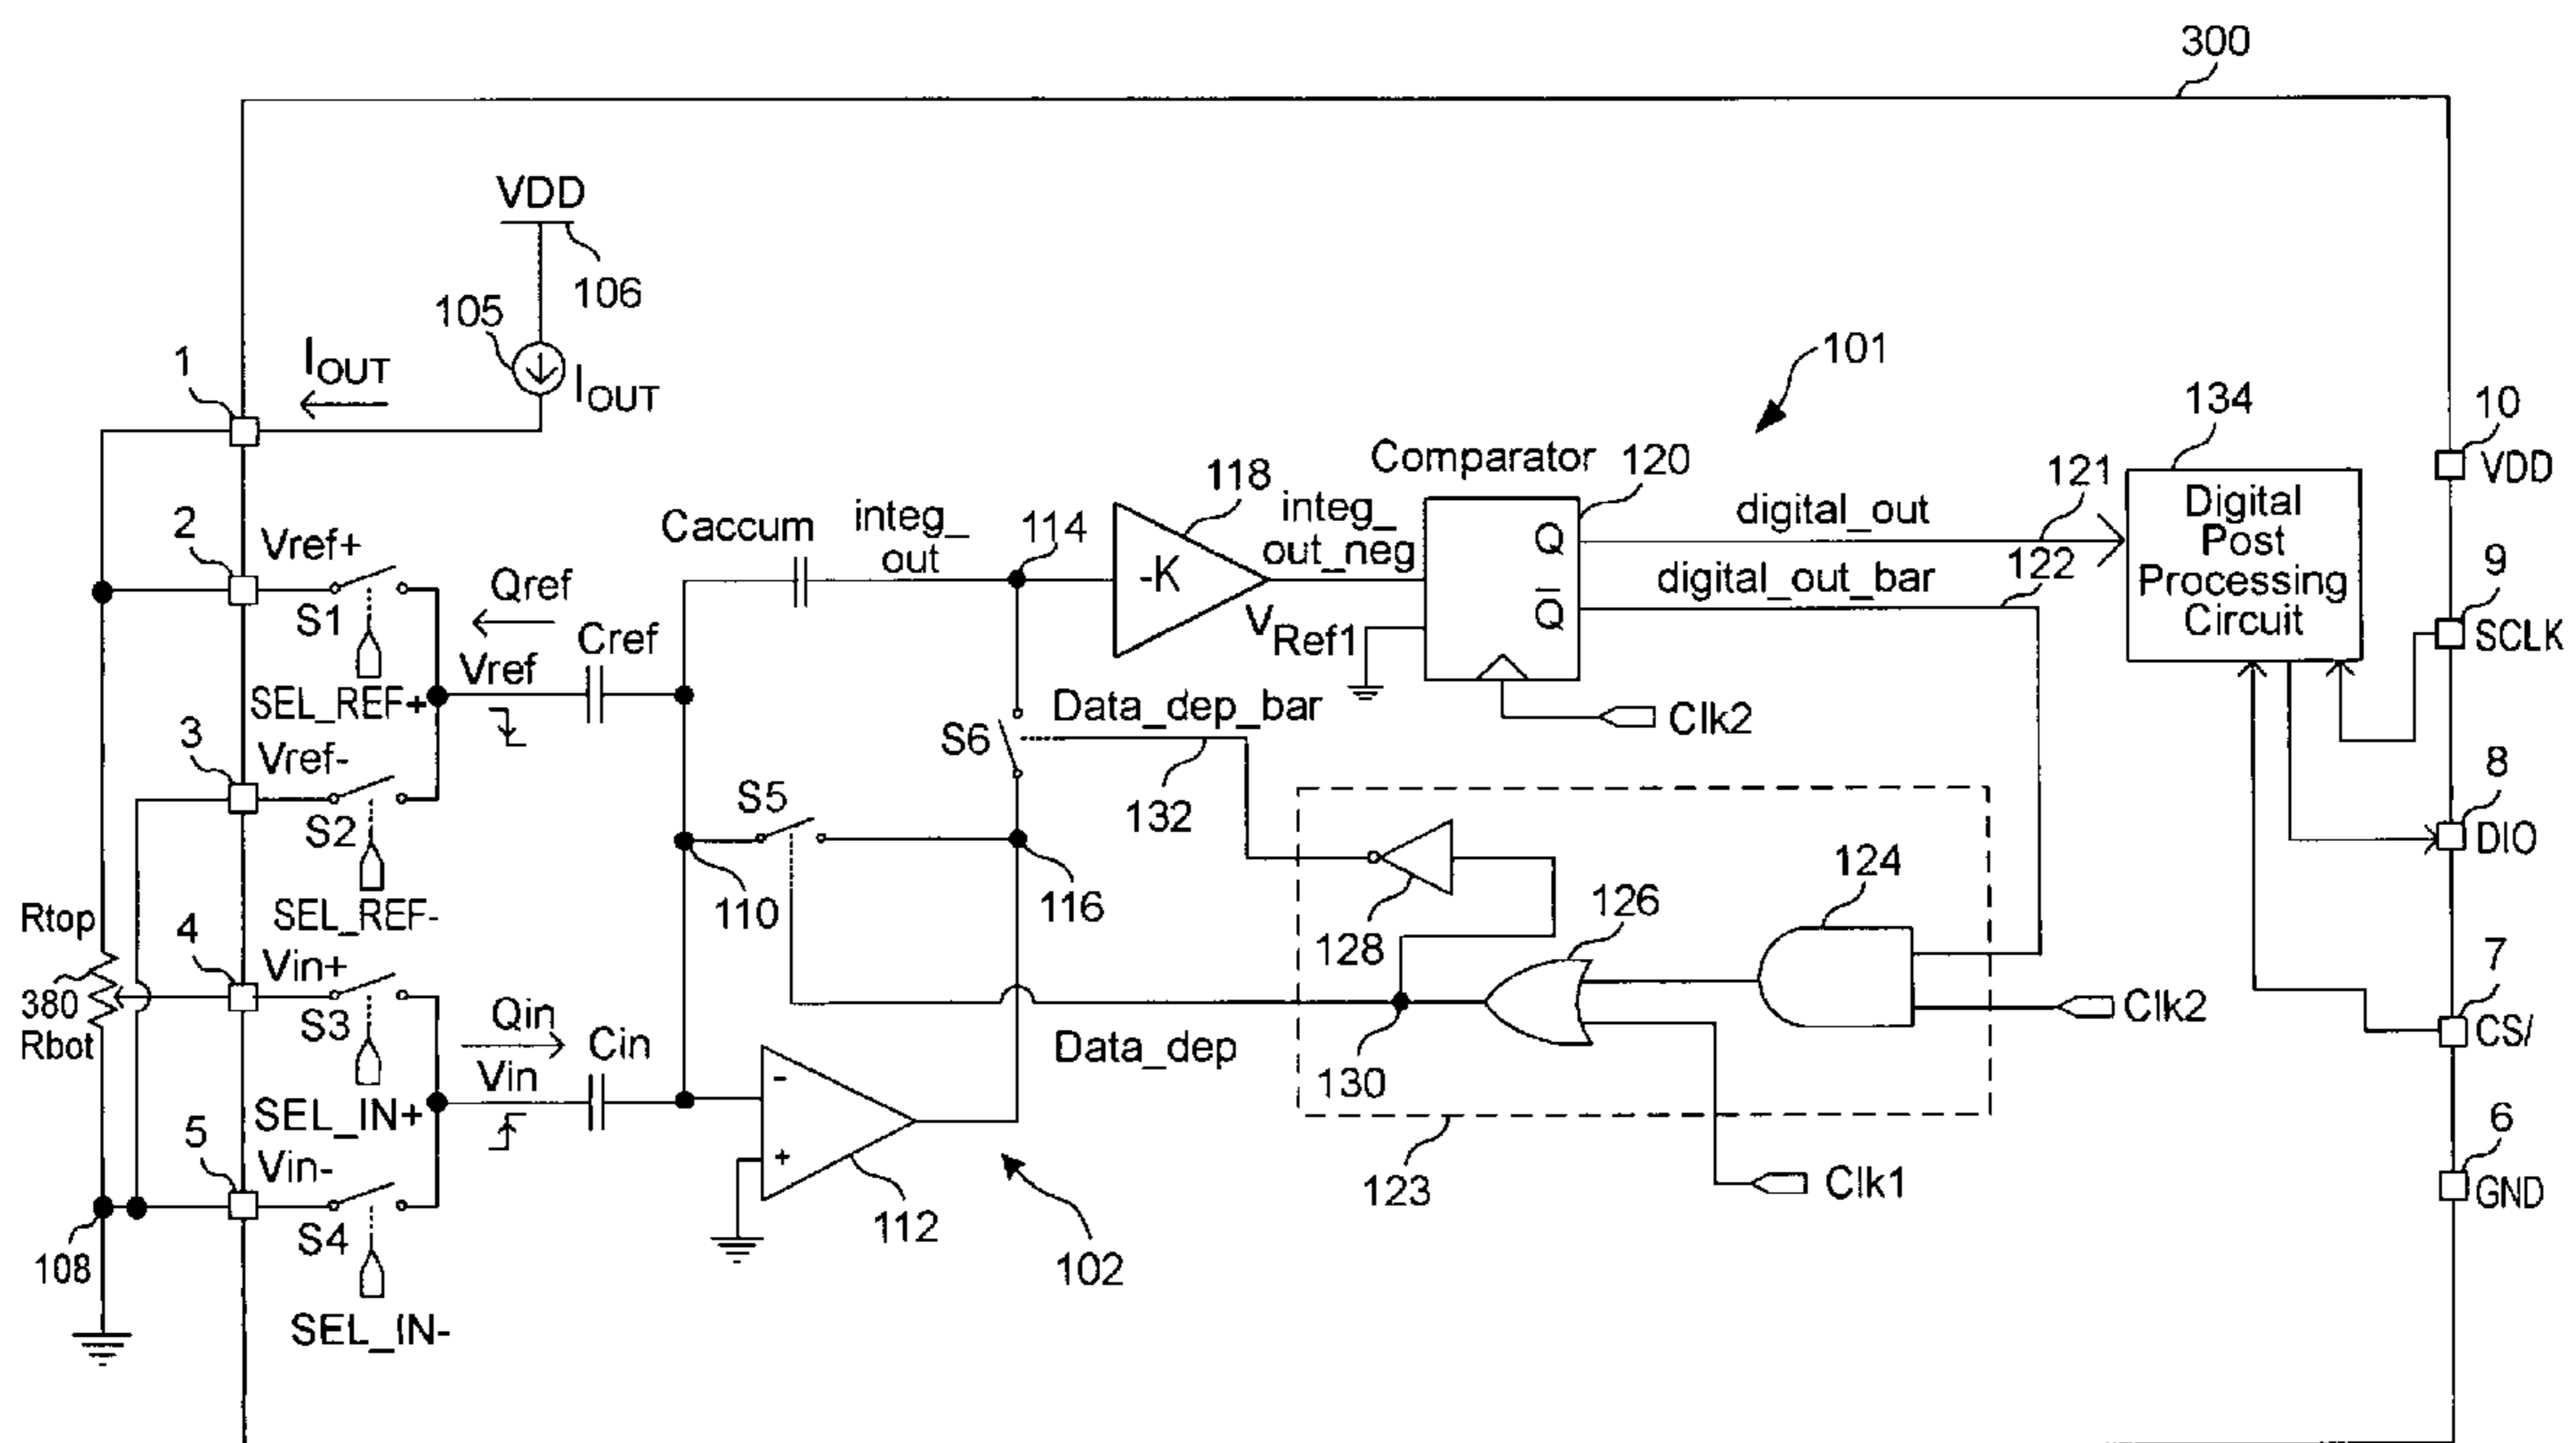 300
VDD
106
105
I_OUT
I_OUT
1
101
134
10
VDD
Comparator
120
118
121
2
Vref+
Qref
Caccum
integ_
out
114
integ_
out_neg
-K
Q
digital_out
Digital
Post
Processing
Circuit
9
SCLK
S1
Cref
Vref
V_Ref1
Q̅
digital_out_bar
122
SEL_REF+
3
Vref-
Data_dep_bar
Clk2
S6
8
DIO
S5
132
S2
124
Rtop
SEL_REF-
110
116
126
128
4
Vin+
7
CS/
380
S3
Qin
Cin
Clk2
Rbot
Vin
Data_dep
130
SEL_IN+
-
5
Vin-
+
6
GND
123
Clk1
S4
112
102
108
SEL_IN-